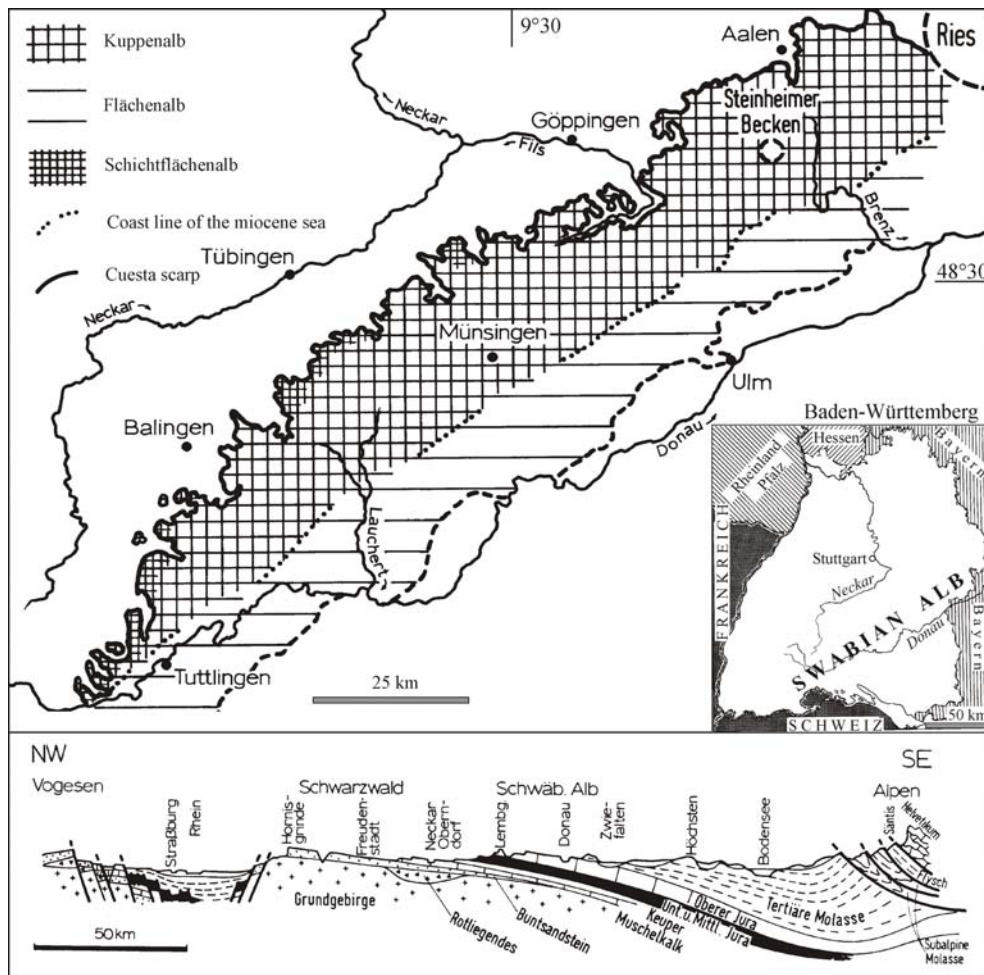 Kuppenalb
Flächenalb
Schichtflächenalb
Coast line of the miocene sea
Cuesta scarp
9°30
Aalen
Ries
Steinheimer
Becken
Neckar
Göppingen
Fils
Brenz
Tübingen
48°30
Neckar
Münsingen
Ulm
Donau
Balingen
Lauchert
Tuttlingen
25 km
Baden-Württemberg
Rheinland
Pfalz
Hessen
Bayern
FRANKREICH
Stuttgart
Neckar
SWABIAN ALB
Donau
Bayern
SCHWEIZ
50 km
NW
SE
Vogesen
Schwarzwald
Schwäb. Alb
Alpen
Straßburg
Rhein
Hornis-
grinde
Freuden-
stadt
Neckar
Obern-
dorf
Lembg.
Donau
Zwie-
falten
Höchsten
Bodensee
Säntis
Helvetikum
Flysch
Grundgebirge
Rotliegendes
Buntsandstein
Muschelkalk
Keuper
Unt. u. Mittl. Jura
Oberer Jura
Tertiäre Molasse
Subalpine
Molasse
50km